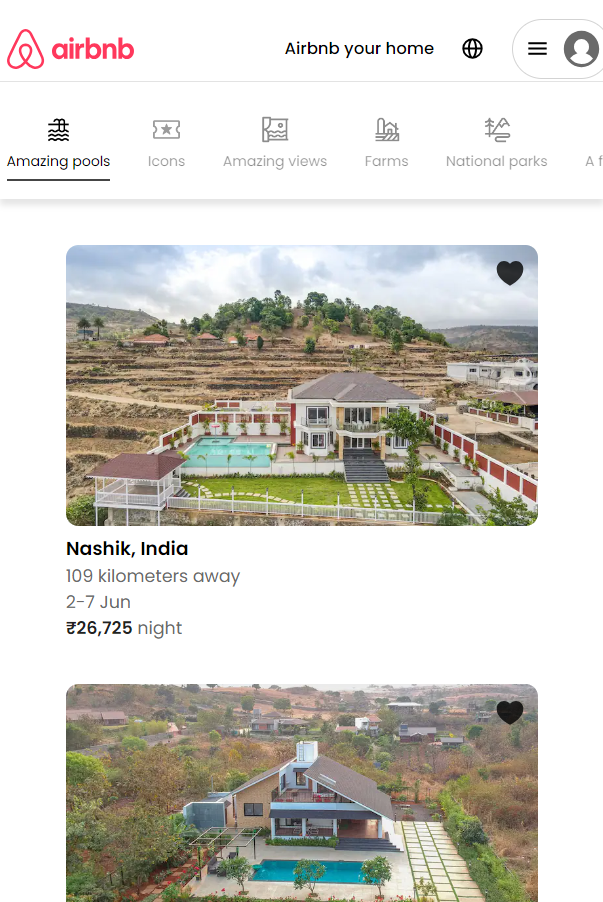 airbnb
Airbnb your home
Amazing pools
Icons
Amazing views
Farms
National parks
A f
Nashik, India
109 kilometers away
2-7 Jun
₹26,725 night